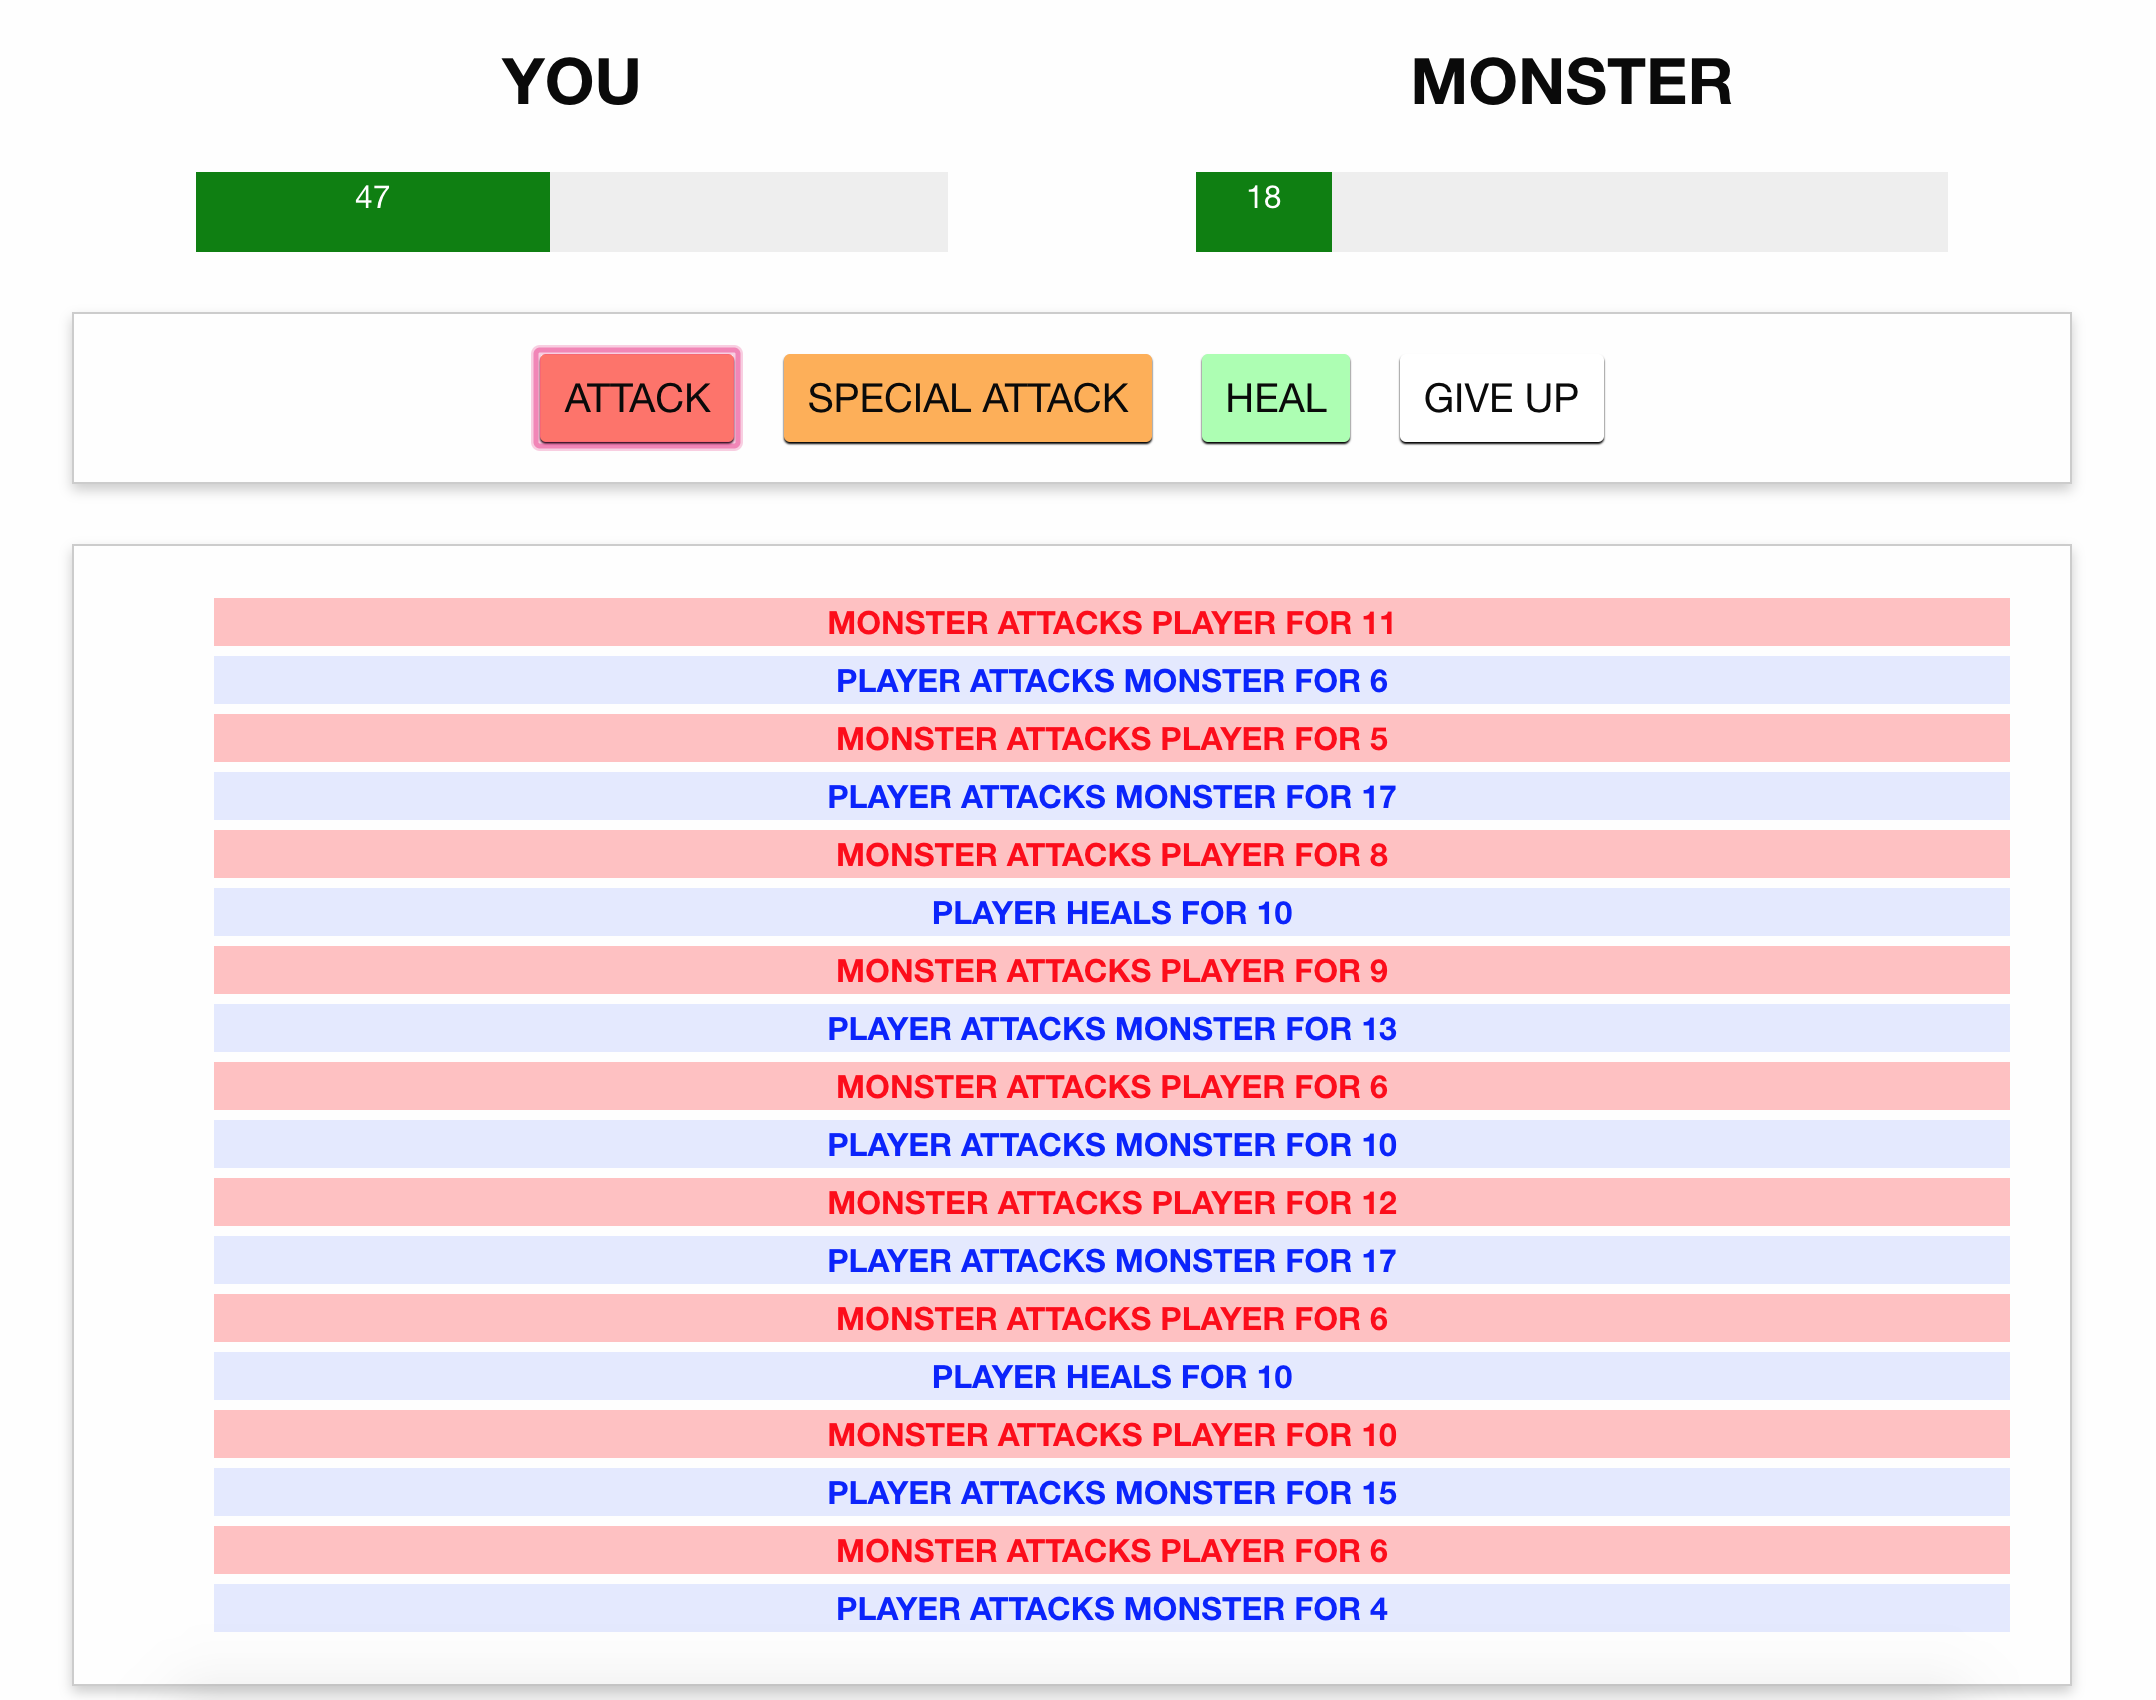 YOU
MONSTER
47
18
ATTACK
SPECIAL ATTACK
HEAL
GIVE UP
MONSTER ATTACKS PLAYER FOR 11
PLAYER ATTACKS MONSTER FOR 6
MONSTER ATTACKS PLAYER FOR 5
PLAYER ATTACKS MONSTER FOR 17
MONSTER ATTACKS PLAYER FOR 8
PLAYER HEALS FOR 10
MONSTER ATTACKS PLAYER FOR 9
PLAYER ATTACKS MONSTER FOR 13
MONSTER ATTACKS PLAYER FOR 6
PLAYER ATTACKS MONSTER FOR 10
MONSTER ATTACKS PLAYER FOR 12
PLAYER ATTACKS MONSTER FOR 17
MONSTER ATTACKS PLAYER FOR 6
PLAYER HEALS FOR 10
MONSTER ATTACKS PLAYER FOR 10
PLAYER ATTACKS MONSTER FOR 15
MONSTER ATTACKS PLAYER FOR 6
PLAYER ATTACKS MONSTER FOR 4